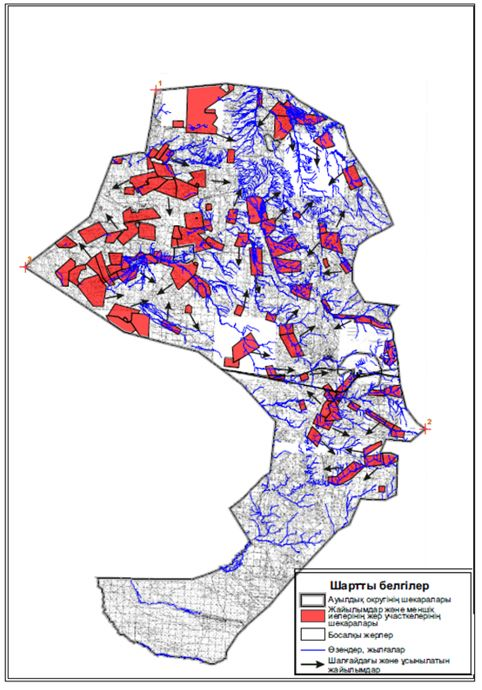 1
3
2
Шартты белгілер
Ауылдық округінің шекаралары
Жайылымдар және меншік
иелерінің жер учаскелерінің
шекаралары
Босалқы жерлер
Өзендер, жылғалар
Шалғайдағы және ұсынылатын
жайылымдар